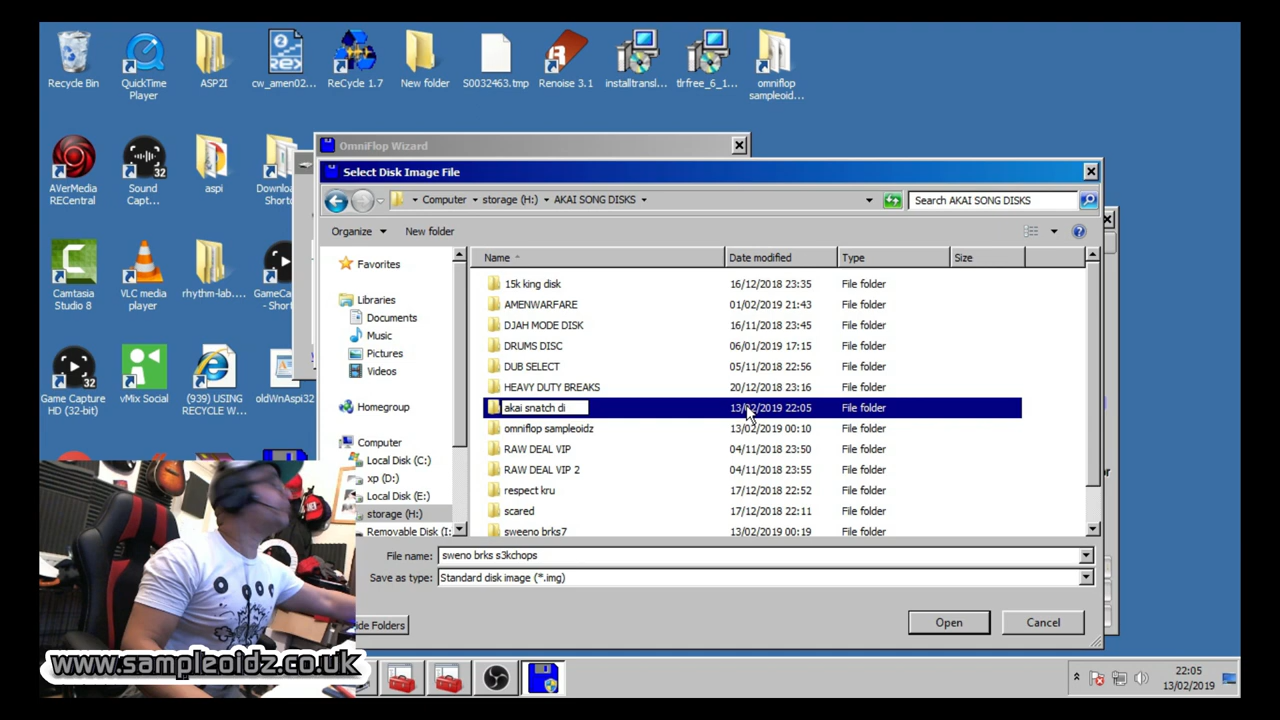 Recycle Bin
QuickTime
Player
ASP2I
cw_amen02...
ReCycle 1.7
New folder
S0032463.tmp
Renoise 3.1
installtransl...
tlrfree_6_1...
omniflop
sampleoid...
AVerMedia
RECentral
Sound
Capt...
aspi
Downlo
Shortc
Camtasia
Studio 8
VLC media
player
rhythm-lab....
GameCa
- Short
Game Capture
HD (32-bit)
vMix Social
(939) USING
RECYCLE W...
oldWnAspi32
OmniFlop Wizard
Select Disk Image File
Computer
storage (H:)
AKAI SONG DISKS
Search AKAI SONG DISKS
Organize
New folder
Favorites
Libraries
Documents
Music
Pictures
Videos
Homegroup
Computer
Local Disk (C:)
xp (D:)
Local Disk (E:)
storage (H:)
Removable Disk (I:
Name Date modified Type Size
15k king disk 16/12/2018 23:35 File folder
AMENWARFARE 01/02/2019 21:43 File folder
DJAH MODE DISK 16/11/2018 23:45 File folder
DRUMS DISC 06/01/2019 17:15 File folder
DUB SELECT 05/11/2018 22:56 File folder
HEAVY DUTY BREAKS 20/12/2018 23:16 File folder
akai snatch di 13/02/2019 22:05 File folder
omniflop sampleoidz 13/02/2019 00:10 File folder
RAW DEAL VIP 04/11/2018 23:50 File folder
RAW DEAL VIP 2 04/11/2018 23:55 File folder
respect kru 17/12/2018 22:52 File folder
scared 17/12/2018 22:11 File folder
sweeno brks7 13/02/2019 00:19 File folder
File name: sweno brks s3kchops
Save as type: Standard disk image (*.img)
ide Folders
Open
Cancel
www.sampleoidz.co.uk
22:05
13/02/2019